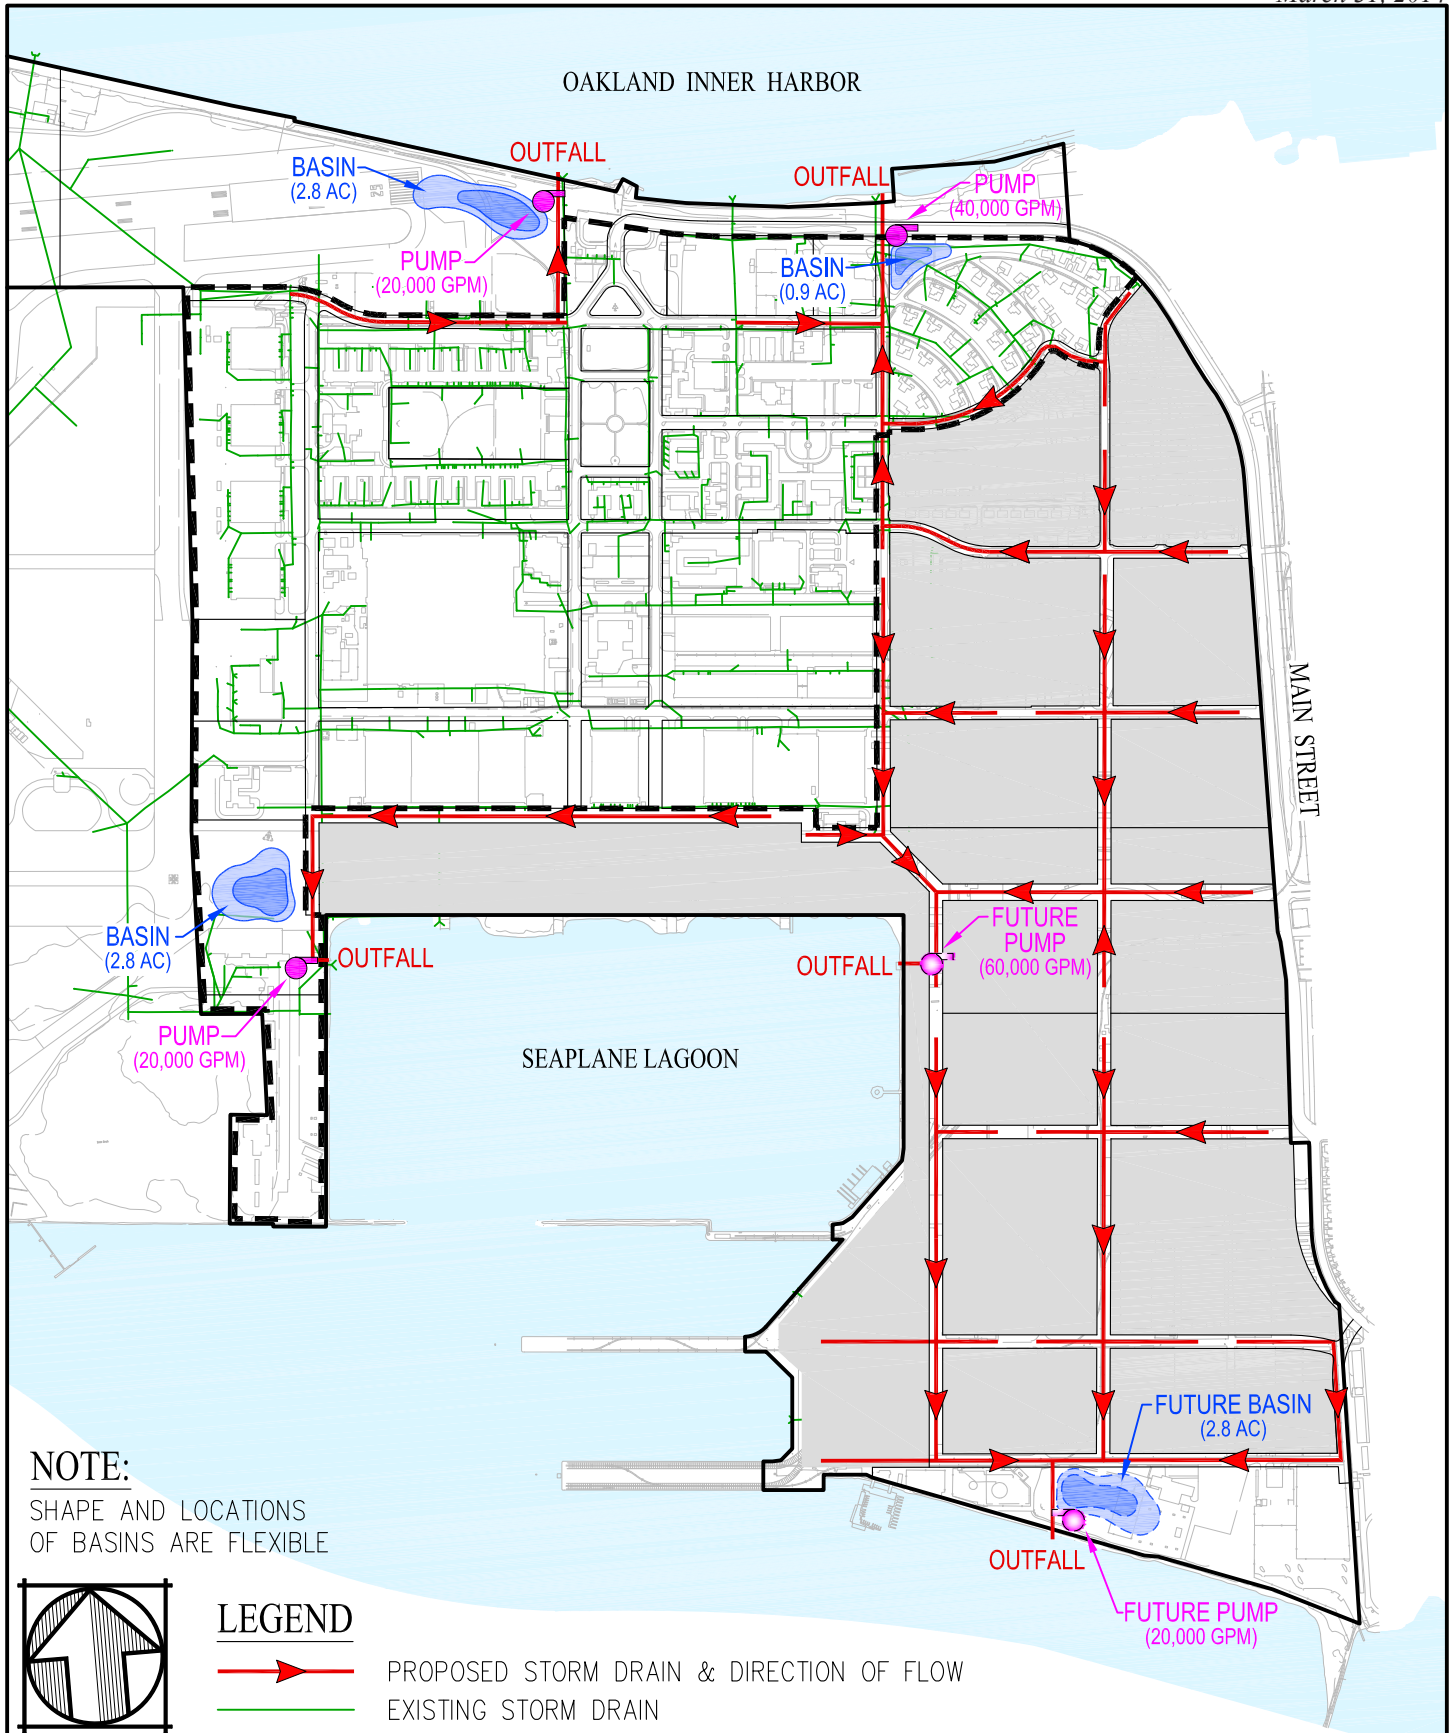 OAKLAND INNER HARBOR
OUTFALL
BASIN
(2.8 AC)
OUTFALL
PUMP
(40,000 GPM)
PUMP
(20,000 GPM)
BASIN
(0.9 AC)
MAIN STREET
FUTURE
PUMP
(60,000 GPM)
OUTFALL
BASIN
(2.8 AC)
OUTFALL
PUMP
(20,000 GPM)
SEAPLANE LAGOON
FUTURE BASIN
(2.8 AC)
OUTFALL
FUTURE PUMP
(20,000 GPM)
NOTE:
SHAPE AND LOCATIONS
OF BASINS ARE FLEXIBLE
LEGEND
PROPOSED STORM DRAIN & DIRECTION OF FLOW
EXISTING STORM DRAIN